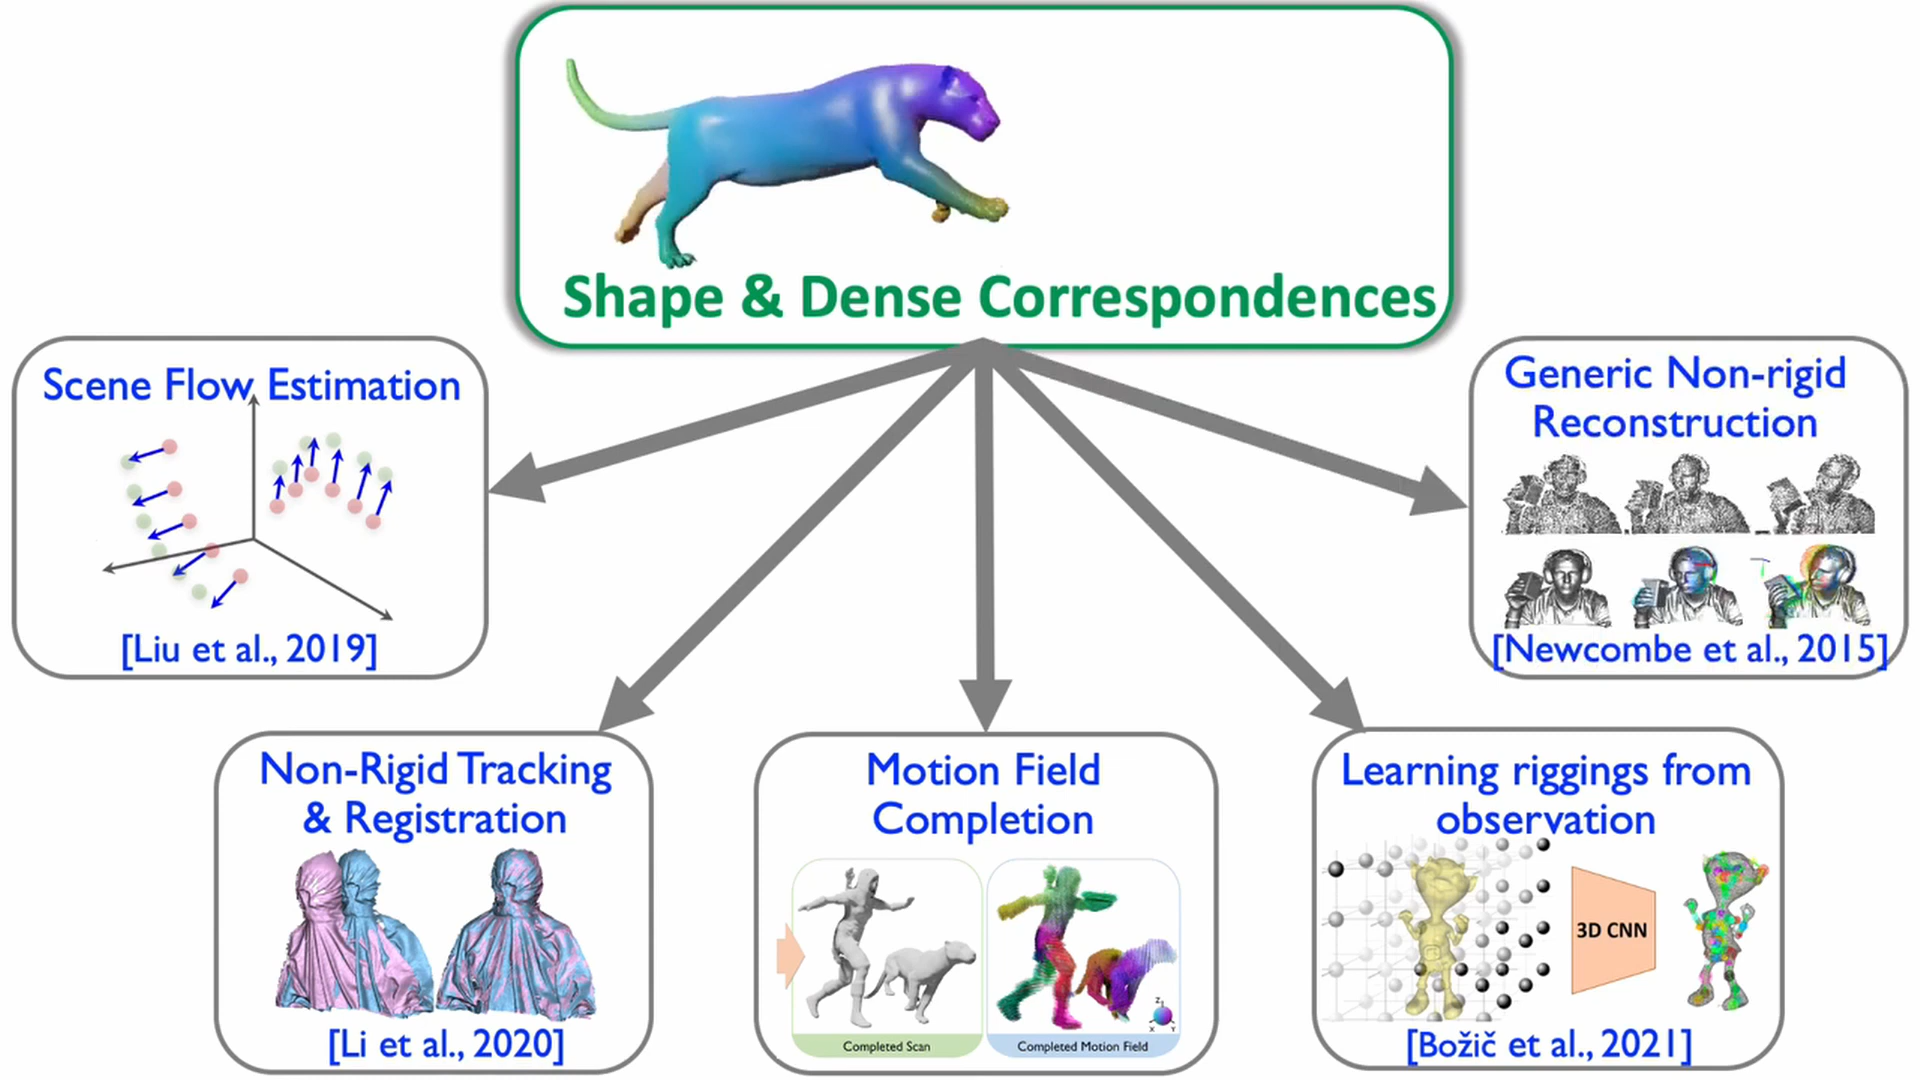 Shape & Dense Correspondences
Scene Flow Estimation
[Liu et al., 2019]
Generic Non-rigid
Reconstruction
[Newcombe et al., 2015]
Non-Rigid Tracking
& Registration
[Li et al., 2020]
Motion Field
Completion
Completed Scan
Completed Motion Field
Z
X
Y
Learning riggings from
observation
3D CNN
[Božič et al., 2021]